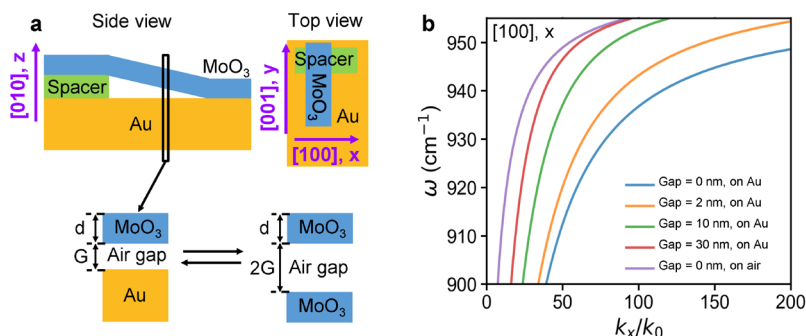 a
Side view
Top view
[010], z
MoO₃
Spacer
Au
[001], y
Spacer
MoO₃
Au
[100], x
d
MoO₃
G
Air gap
Au
d
MoO₃
2G
Air gap
MoO₃
b
[100], x
ω (cm⁻¹)
950
940
930
920
910
900
Gap = 0 nm, on Au
Gap = 2 nm, on Au
Gap = 10 nm, on Au
Gap = 30 nm, on Au
Gap = 0 nm, on air
0 50 100 150 200
kₓ/k₀